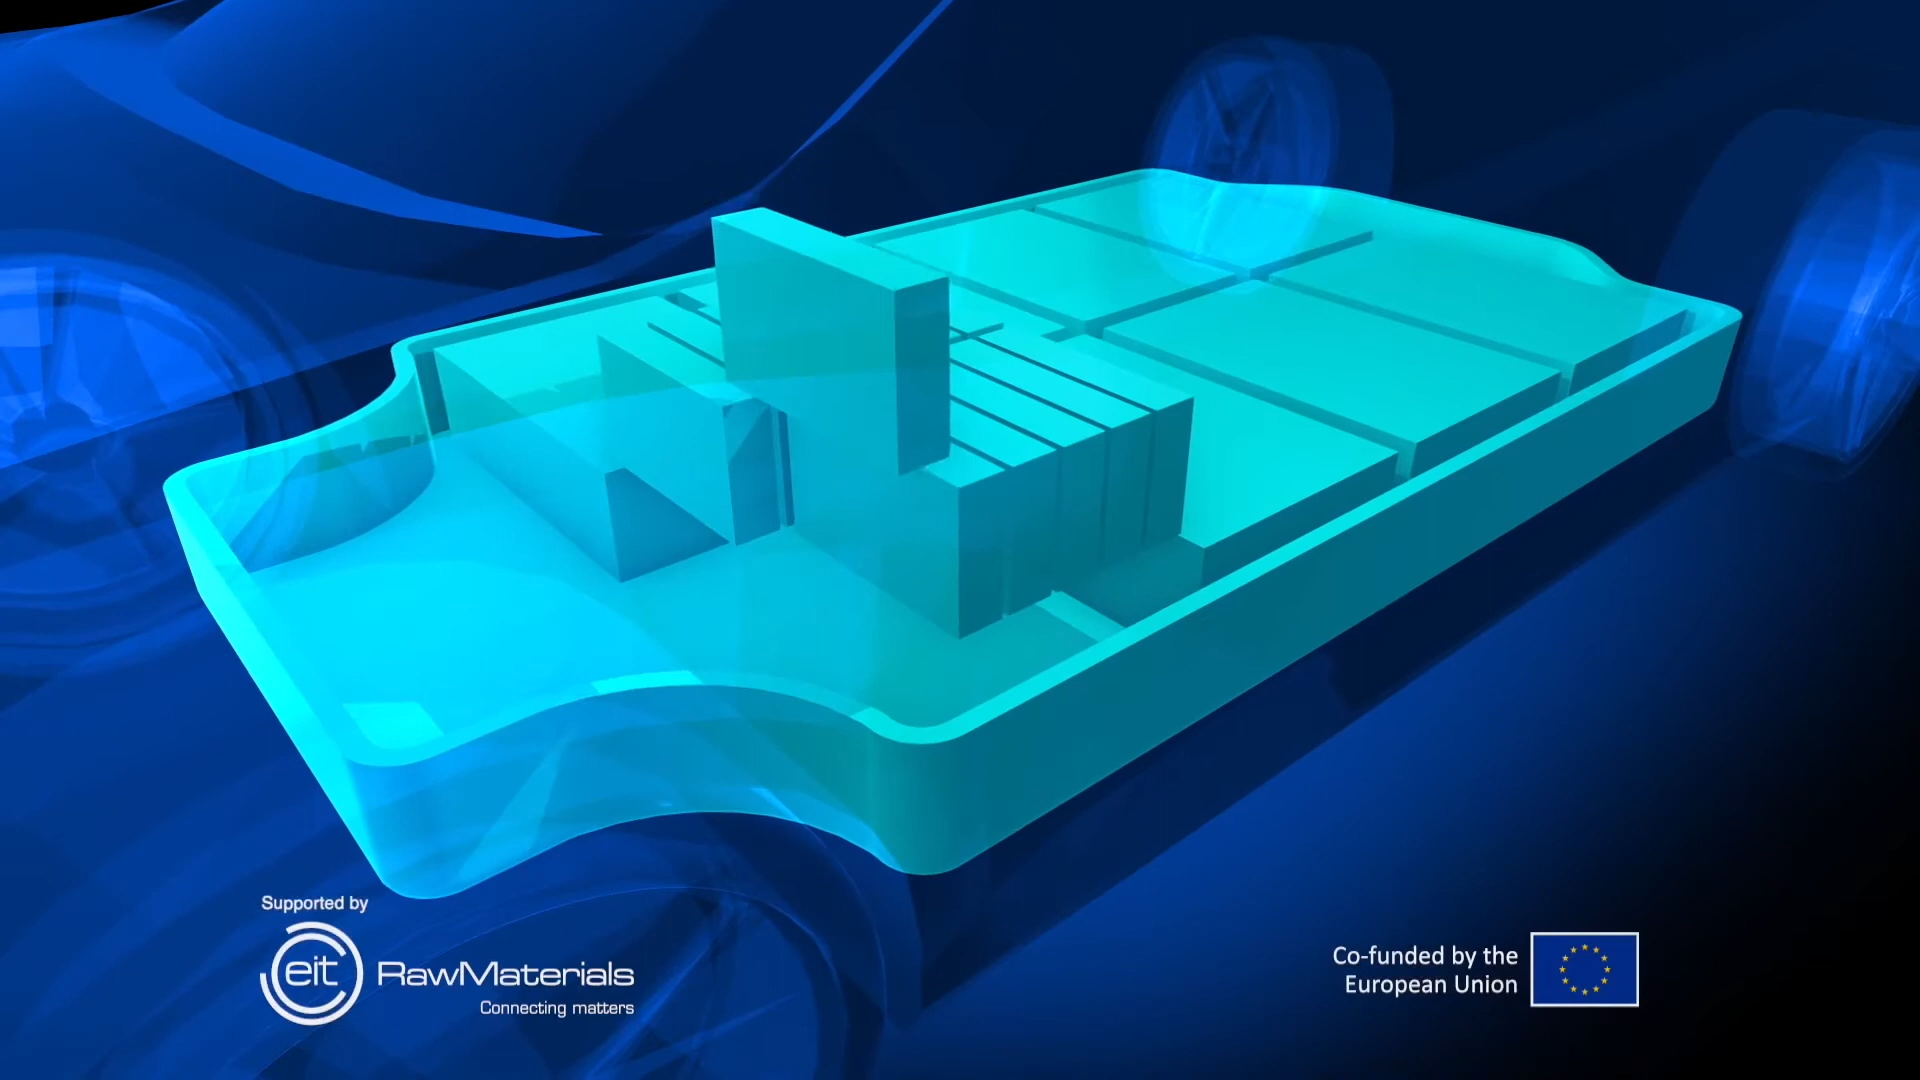 Supported by
eit RawMaterials
Connecting matters
Co-funded by the
European Union